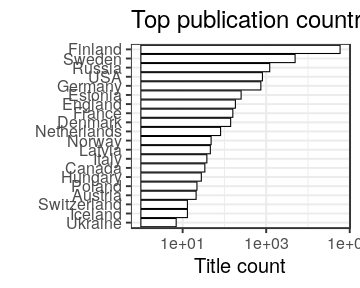 Top publication countr
Finland
Sweden
Russia
USA
Germany
Estonia
England
France
Denmark
Netherlands
Norway
Latvia
Italy
Canada
Hungary
Poland
Austria
Switzerland
Iceland
Ukraine
1e+01 1e+03 1e+0
Title count